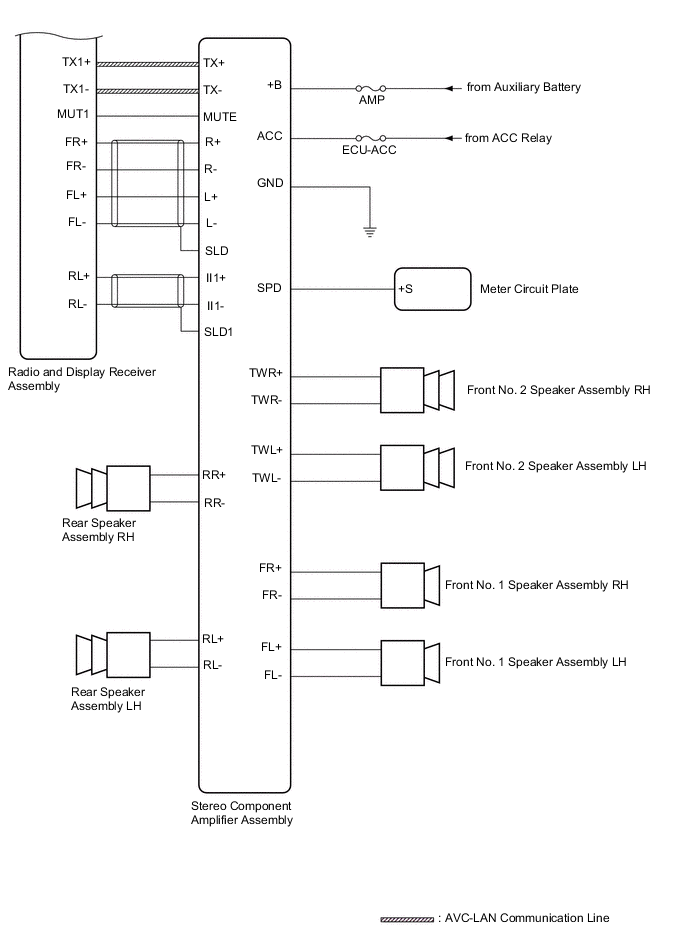 TX1+
TX1-
MUT1
FR+
FR-
FL+
FL-
RL+
RL-
Radio and Display Receiver
Assembly
TX+
TX-
MUTE
R+
R-
L+
L-
SLD
II1+
II1-
SLD1
RR+
RR-
Rear Speaker
Assembly RH
RL+
RL-
Rear Speaker
Assembly LH
+B
AMP
from Auxiliary Battery
ACC
ECU-ACC
from ACC Relay
GND
SPD
+S
Meter Circuit Plate
TWR+
TWR-
Front No. 2 Speaker Assembly RH
TWL+
TWL-
Front No. 2 Speaker Assembly LH
FR+
FR-
Front No. 1 Speaker Assembly RH
FL+
FL-
Front No. 1 Speaker Assembly LH
Stereo Component
Amplifier Assembly
: AVC-LAN Communication Line